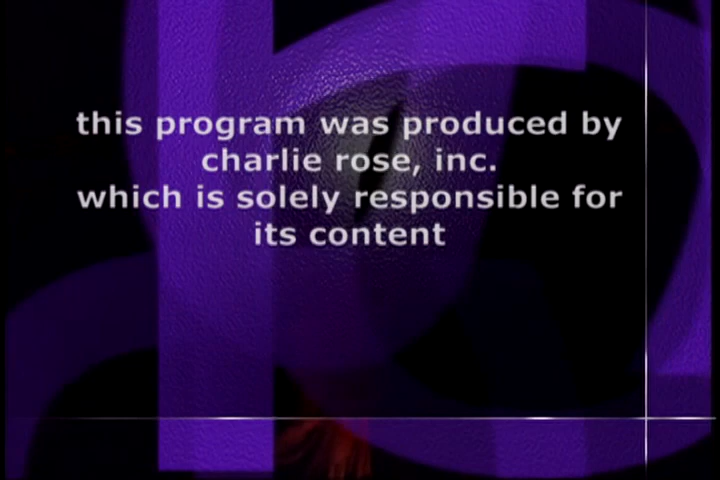 this program was produced by
charlie rose, inc.
which is solely responsible for
its content